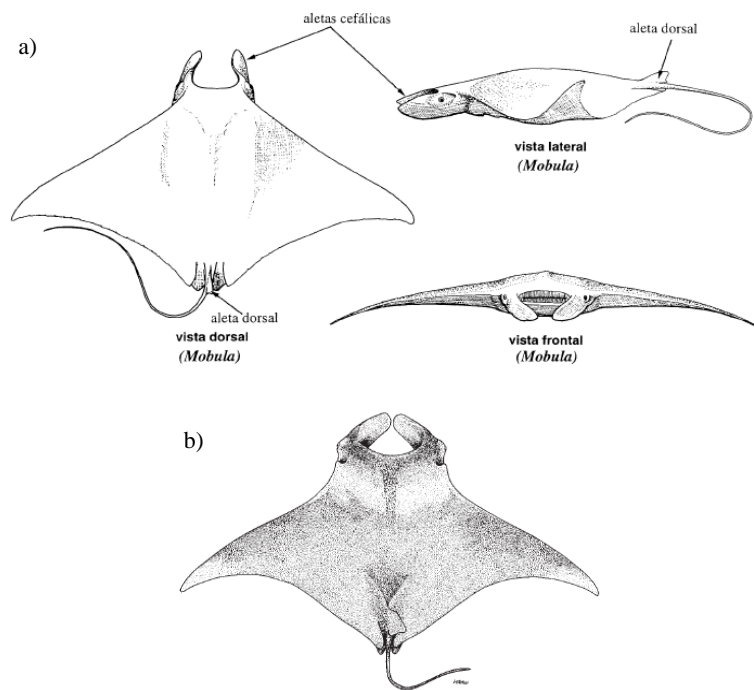 a)
aletas cefálicas
aleta dorsal
vista lateral
(Mobula)
aleta dorsal
vista dorsal
(Mobula)
vista frontal
(Mobula)
b)